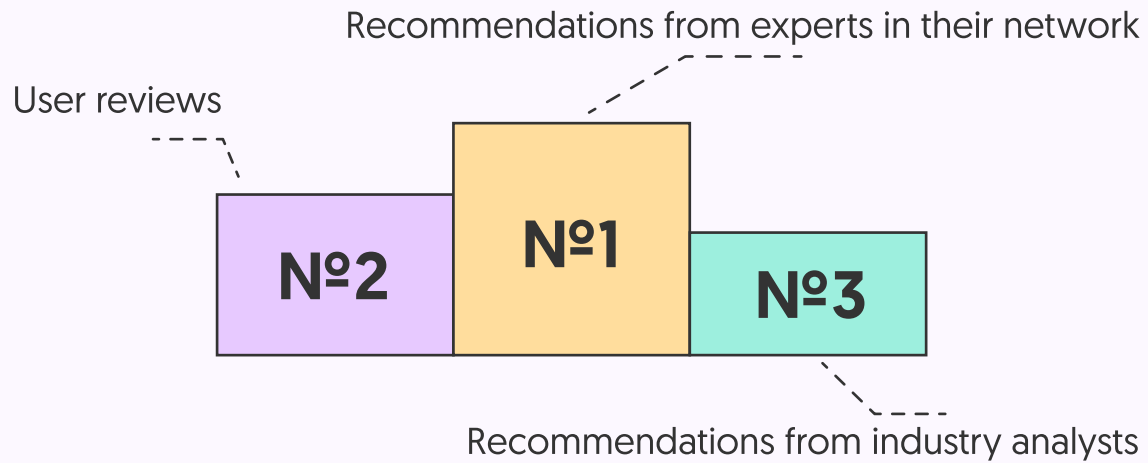 Recommendations from experts in their network
User reviews
№1
№2
№3
Recommendations from industry analysts